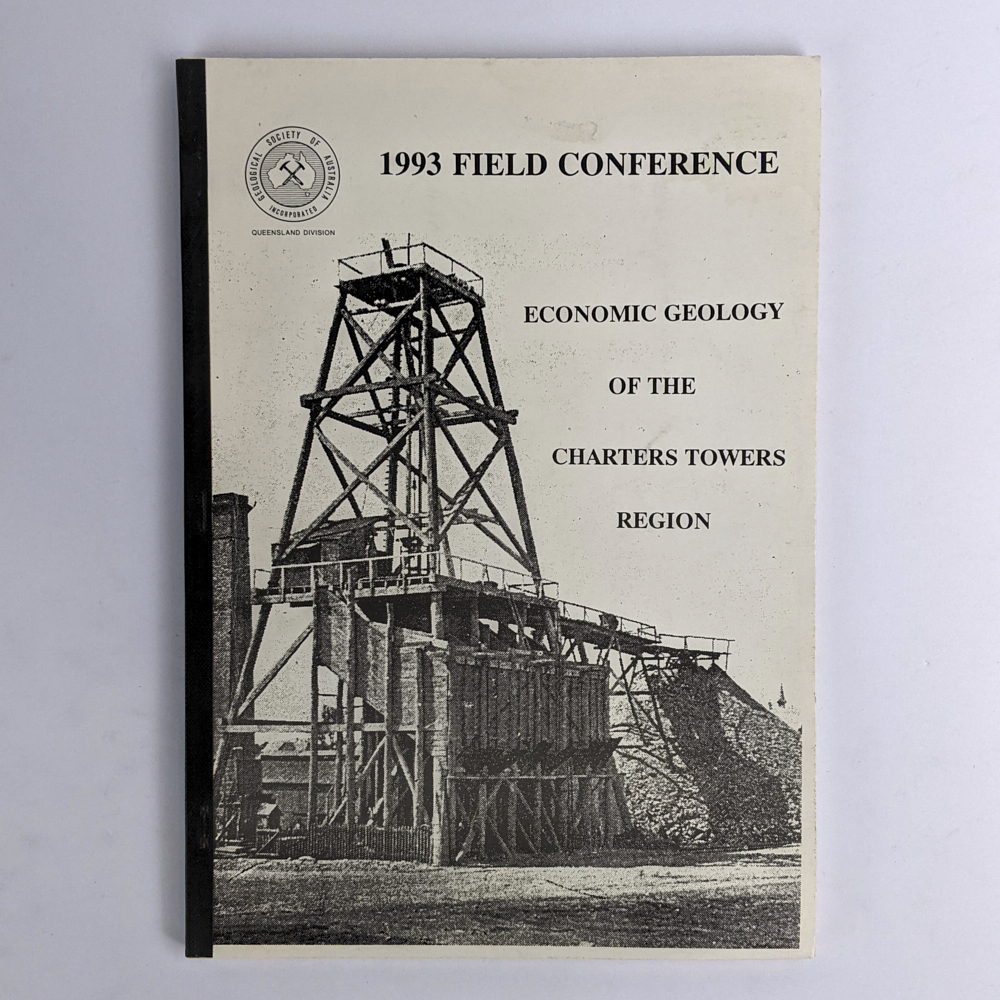 GEOLOGICAL SOCIETY OF AUSTRALIA
INCORPORATED
QUEENSLAND DIVISION
1993 FIELD CONFERENCE
ECONOMIC GEOLOGY
OF THE
CHARTERS TOWERS
REGION